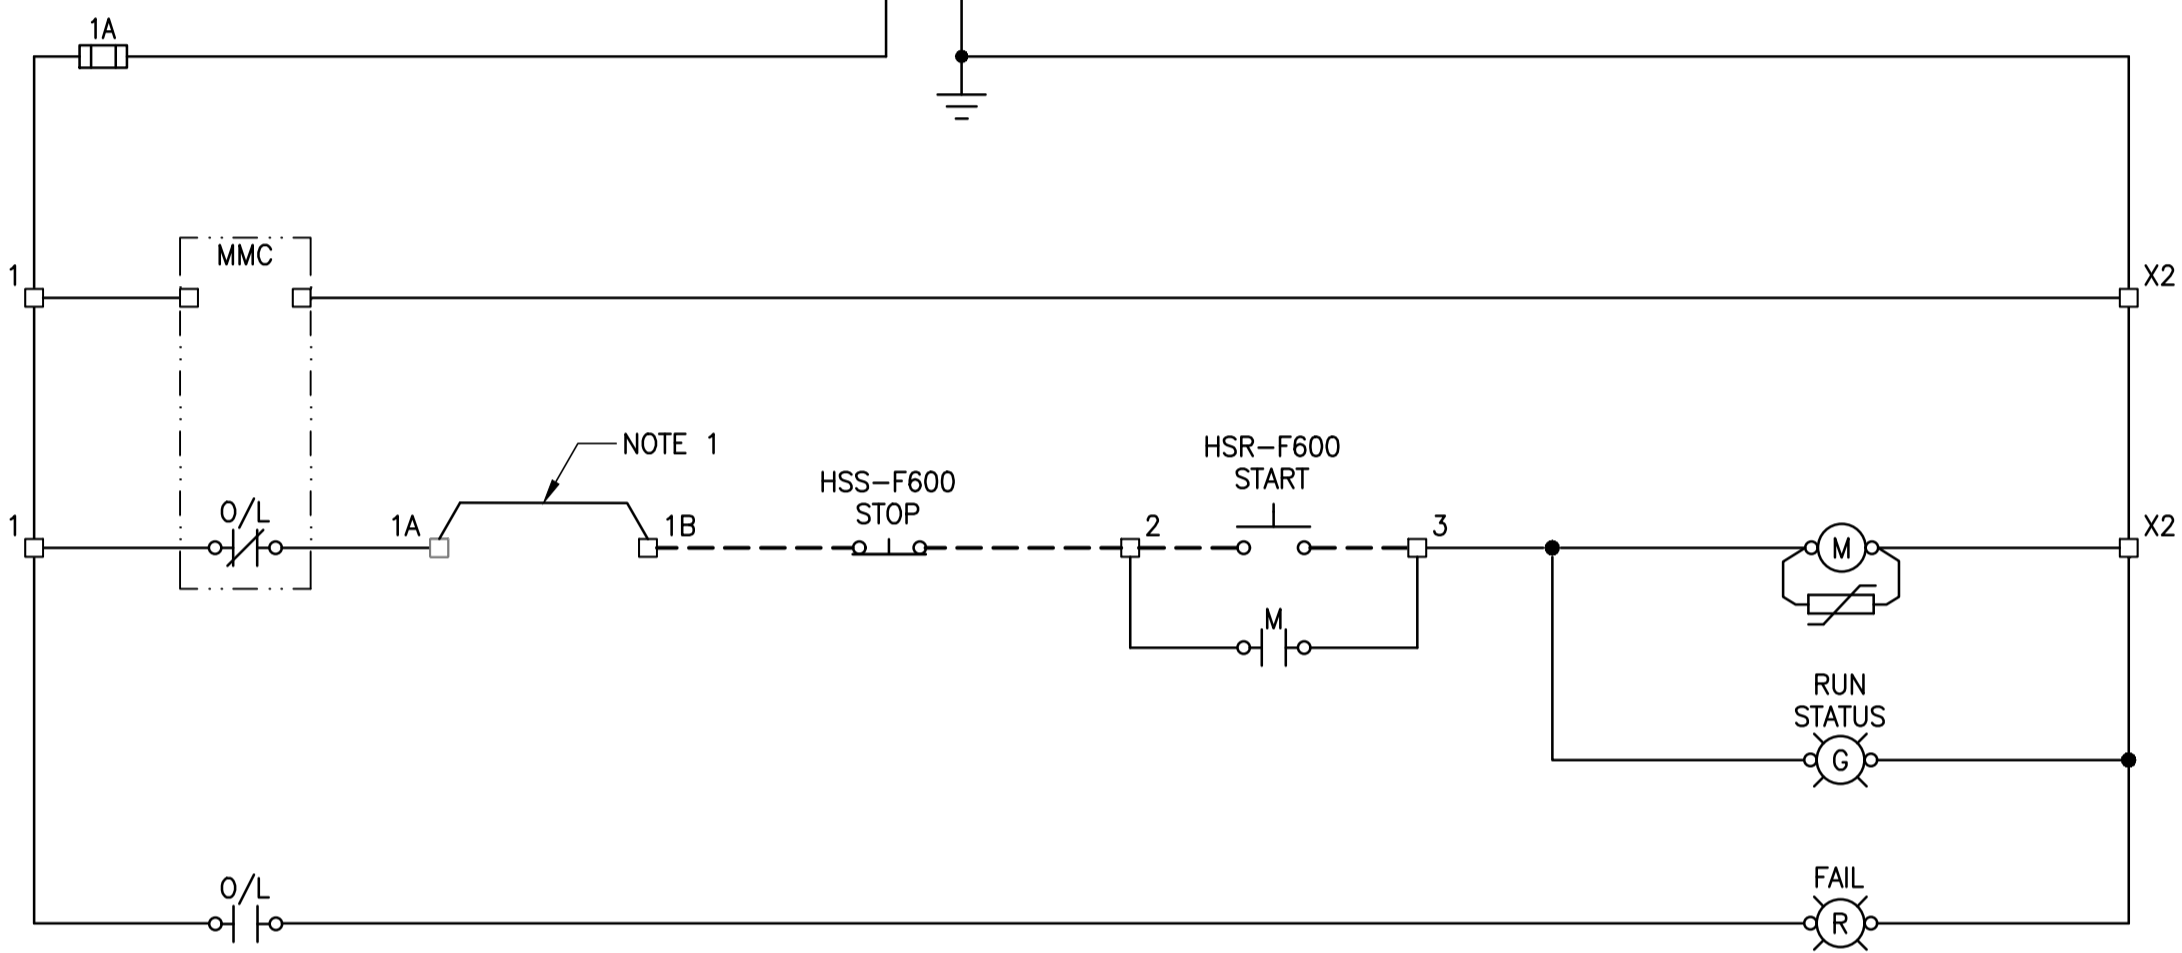 1A
MMC
1
X2
NOTE 1
HSR-F600
START
HSS-F600
STOP
O/L
1
1A
1B
2
3
M
X2
M
RUN
STATUS
G
O/L
FAIL
R